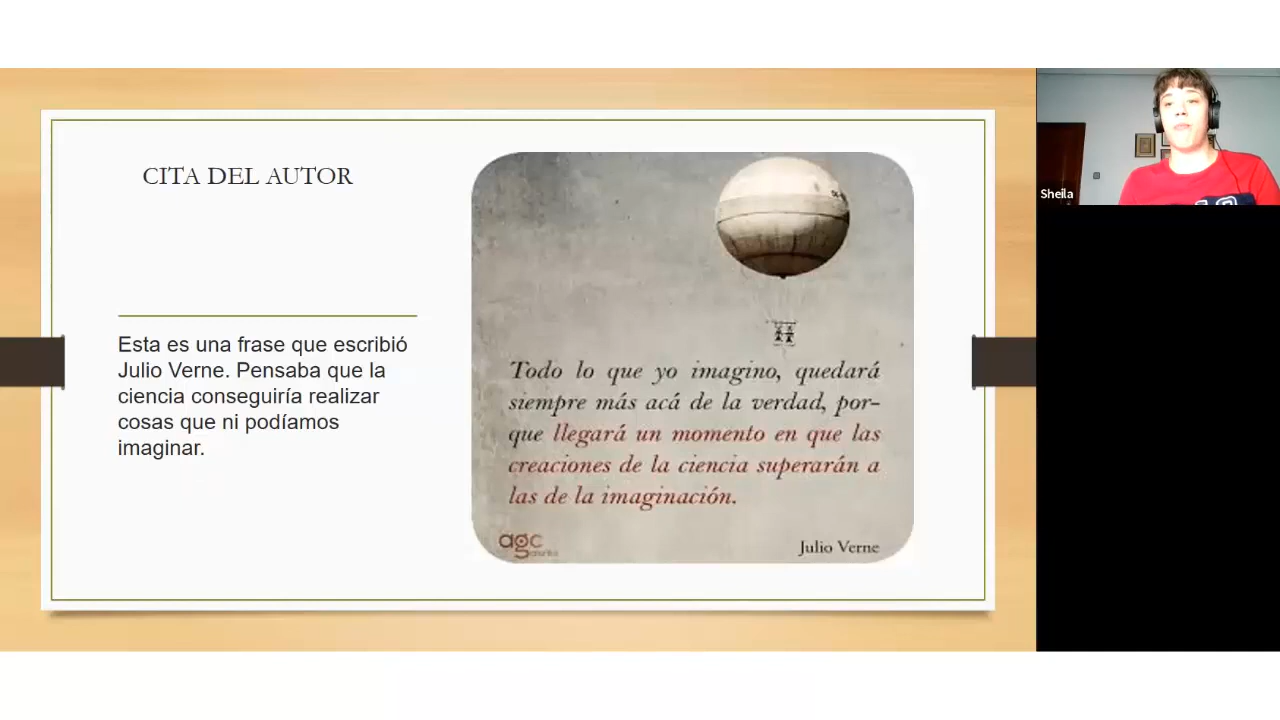 CITA DEL AUTOR
Esta es una frase que escribió
Julio Verne. Pensaba que la
ciencia conseguiría realizar
cosas que ni podíamos
imaginar.
Todo lo que yo imagino, quedará
siempre más acá de la verdad, por-
que llegará un momento en que las
creaciones de la ciencia superarán a
las de la imaginación.
agc
Julio Verne
Sheila